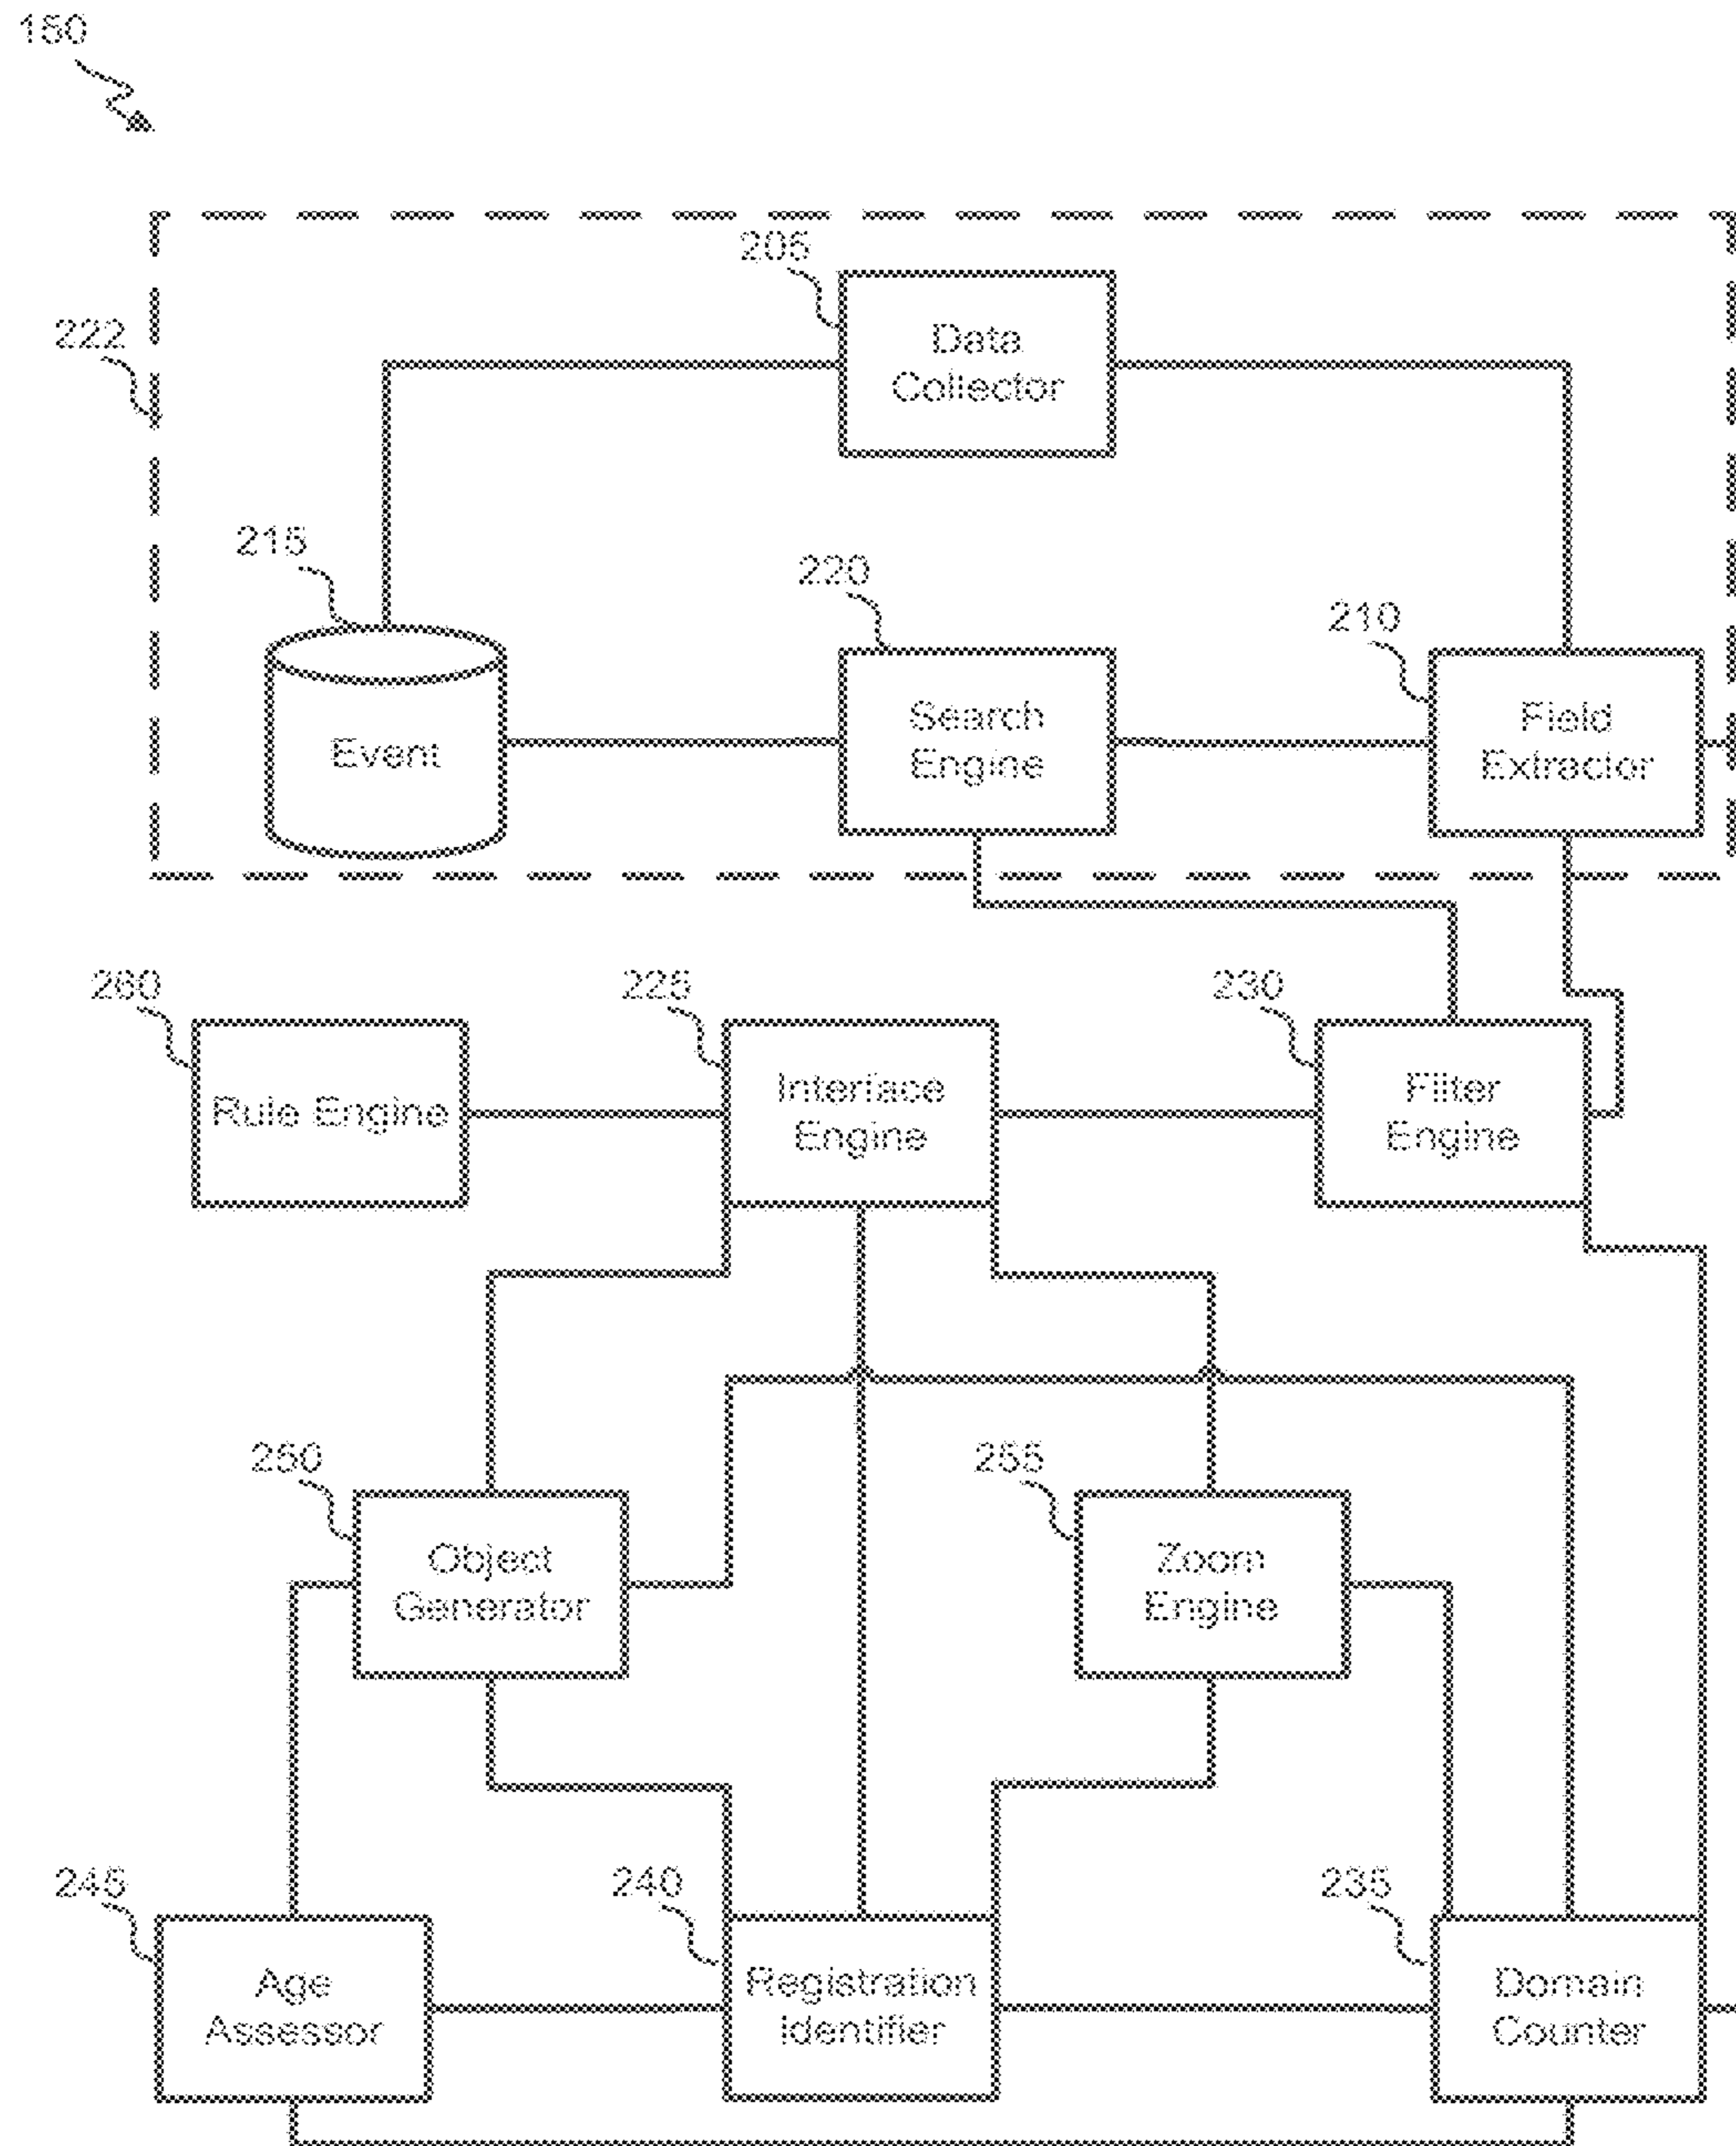 150
205
222
Data
Collector
215
220
210
Event
Search
Engine
Field
Extractor
260
225
230
Rule Engine
Interface
Engine
Filter
Engine
250
255
Object
Generator
Zoom
Engine
245
240
235
Age
Assessor
Registration
Identifier
Domain
Counter